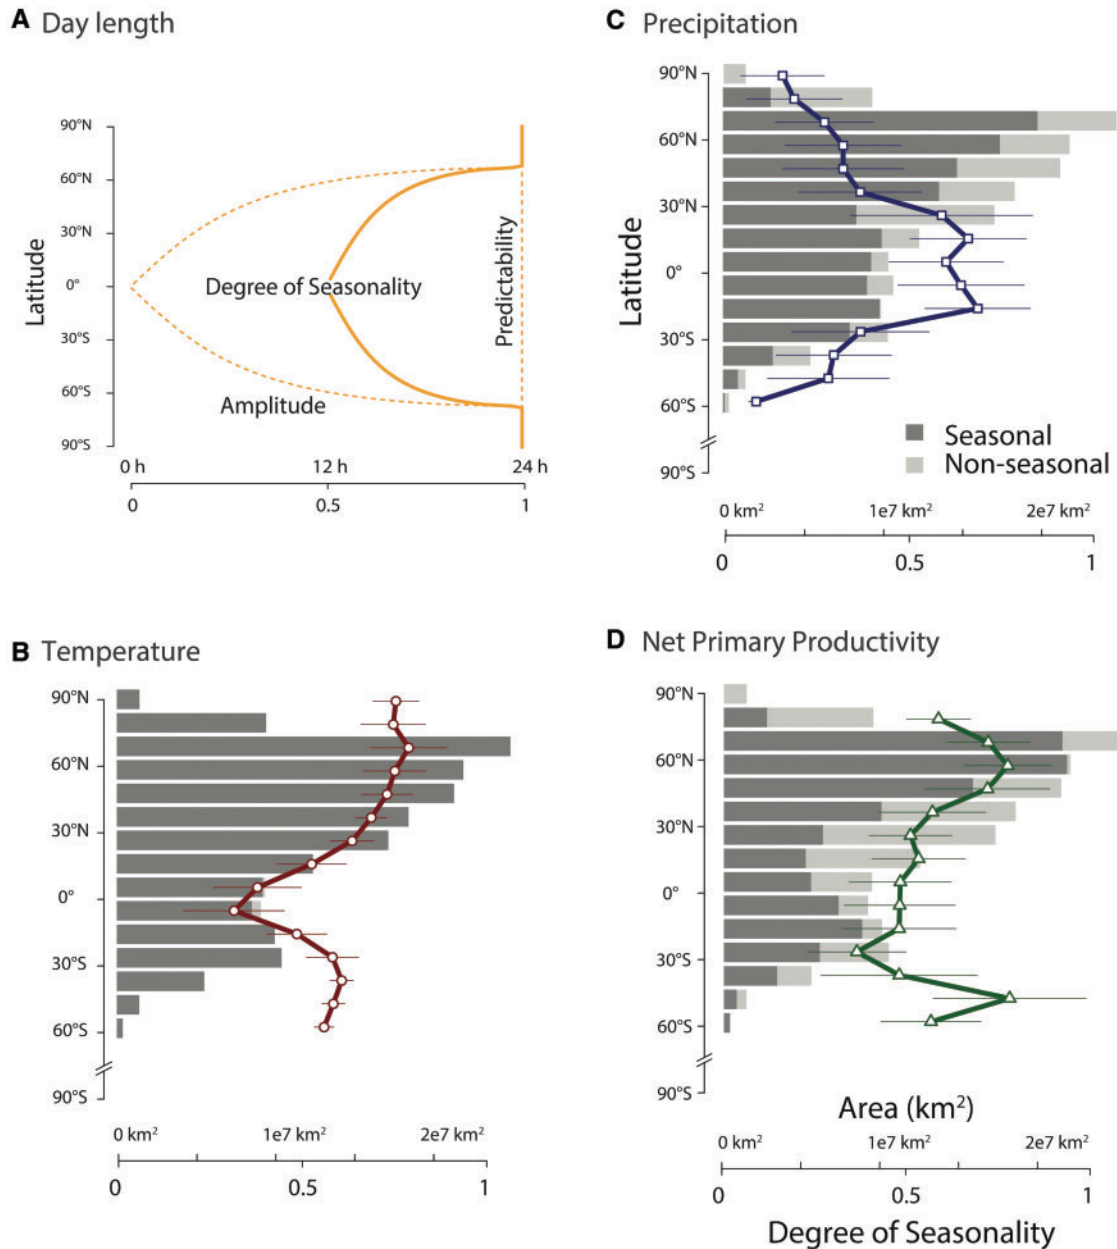 A Day length
90°N
60°N
30°N
0°
30°S
60°S
90°S
Latitude
Degree of Seasonality
Amplitude
Predictability
0 h 12 h 24 h
0 0.5 1
C Precipitation
90°N
60°N
30°N
0°
30°S
60°S
90°S
Latitude
Seasonal
Non-seasonal
0 km² 1e7 km² 2e7 km²
0 0.5 1
B Temperature
90°N
60°N
30°N
0°
30°S
60°S
90°S
0 km² 1e7 km² 2e7 km²
0 0.5 1
D Net Primary Productivity
90°N
60°N
30°N
0°
30°S
60°S
90°S
Area (km²)
0 km² 1e7 km² 2e7 km²
0 0.5 1
Degree of Seasonality